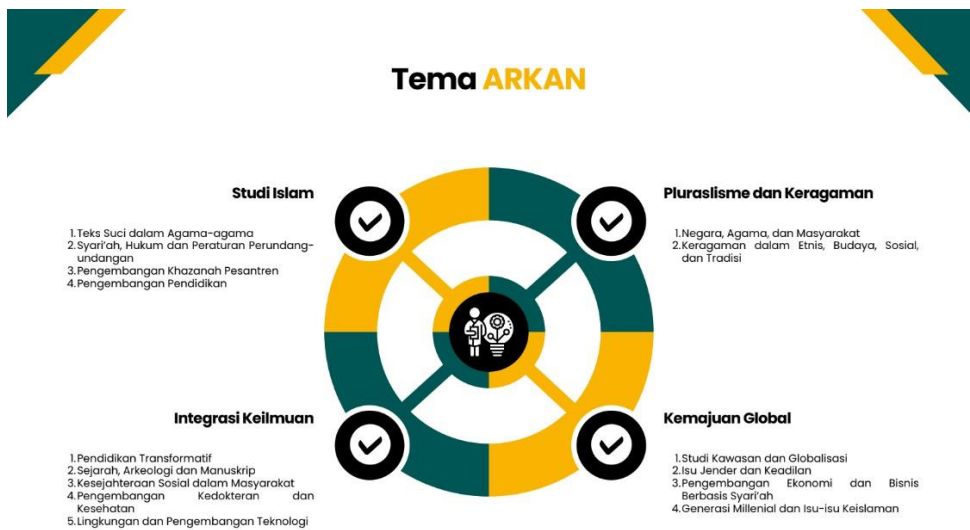 Tema ARKAN
Studi Islam
1.Teks Suci dalam Agama-agama
2.Syari'ah, Hukum dan Peraturan Perundang-
undangan
3.Pengembangan Khazanah Pesantren
4.Pengembangan Pendidikan
Pluraslisme dan Keragaman
1.Negara, Agama, dan Masyarakat
2.Keragaman dalam Etnis, Budaya, Sosial,
dan Tradisi
Integrasi Keilmuan
1.Pendidikan Transformatif
2.Sejarah, Arkeologi dan Manuskrip
3.Kesejahteraan Sosial dalam Masyarakat
4.Pengembangan Kedokteran dan
Kesehatan
5.Lingkungan dan Pengembangan Teknologi
Kemajuan Global
1.Studi Kawasan dan Globalisasi
2.Isu Jender dan Keadilan
3.Pengembangan Ekonomi dan Bisnis
Berbasis Syari'ah
4.Generasi Millenial dan Isu-isu Keislaman